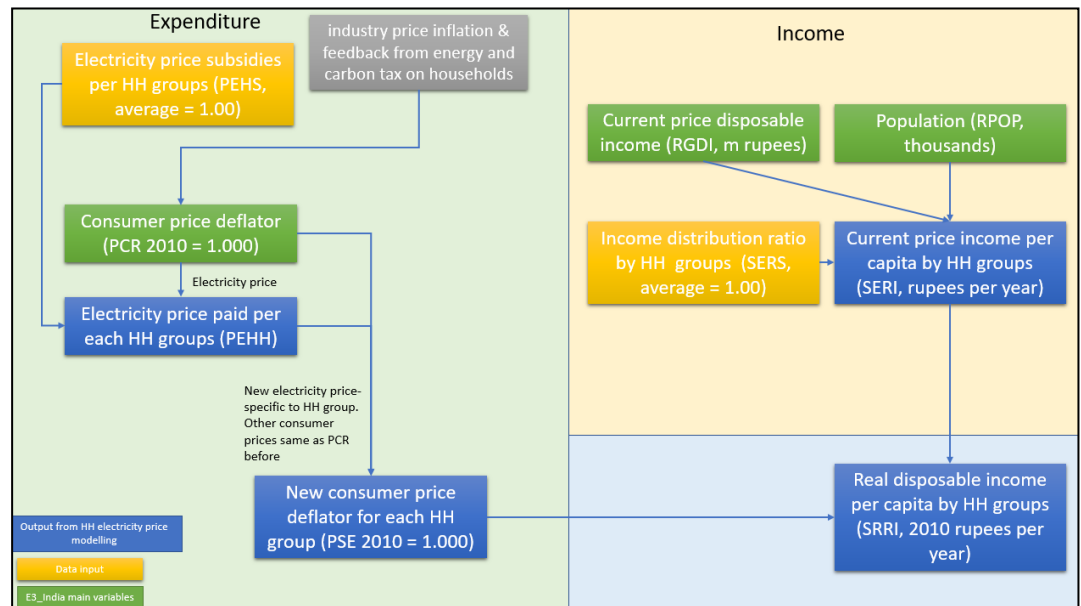 Expenditure
Electricity price subsidies
per HH groups (PEHS,
average = 1.00)
industry price inflation &
feedback from energy and
carbon tax on households
Consumer price deflator
(PCR 2010 = 1.000)
Electricity price
Electricity price paid per
each HH groups (PEHH)
New electricity price-
specific to HH group.
Other consumer
prices same as PCR
before
New consumer price
deflator for each HH
group (PSE 2010 = 1.000)
Output from HH electricity price
modelling
Data input
E3_India main variables
Income
Current price disposable
income (RGDI, m rupees)
Population (RPOP,
thousands)
Income distribution ratio
by HH groups (SERS,
average = 1.00)
Current price income per
capita by HH groups
(SERI, rupees per year)
Real disposable income
per capita by HH groups
(SRRI, 2010 rupees per
year)